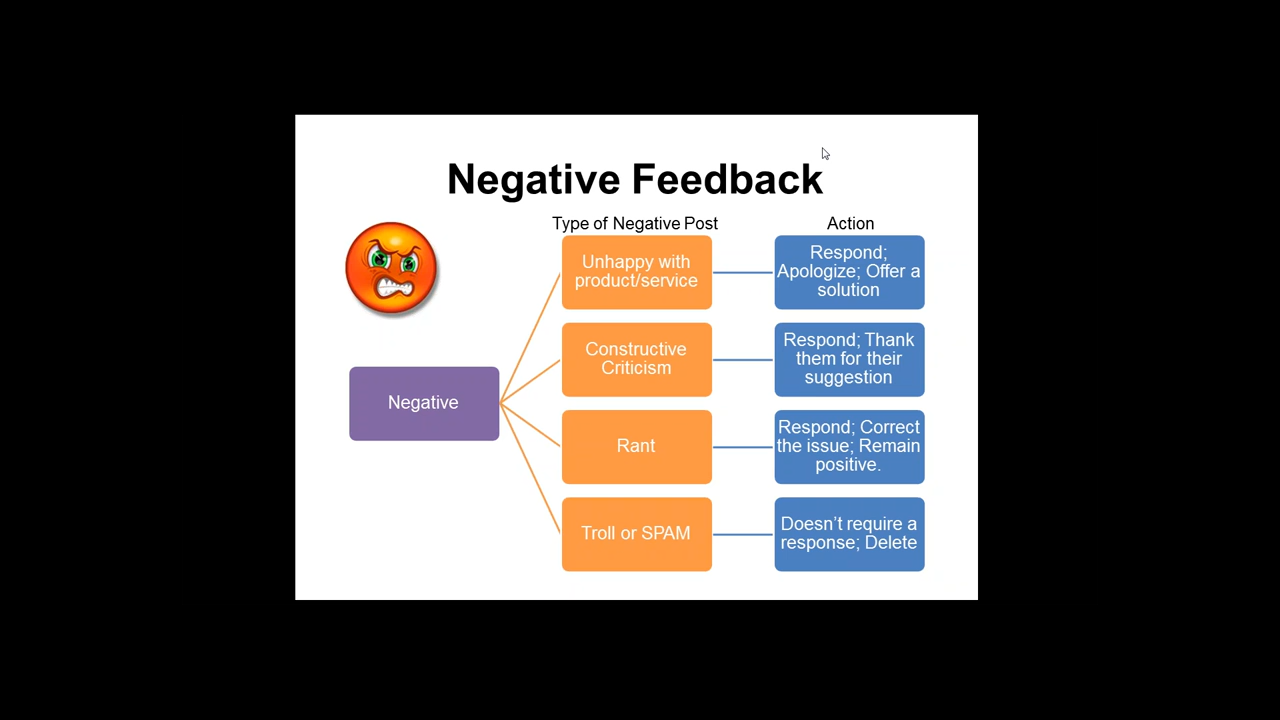 Negative Feedback
Type of Negative Post
Action
Unhappy with
product/service
Respond;
Apologize; Offer a
solution
Constructive
Criticism
Respond; Thank
them for their
suggestion
Negative
Rant
Respond; Correct
the issue; Remain
positive.
Troll or SPAM
Doesn’t require a
response; Delete